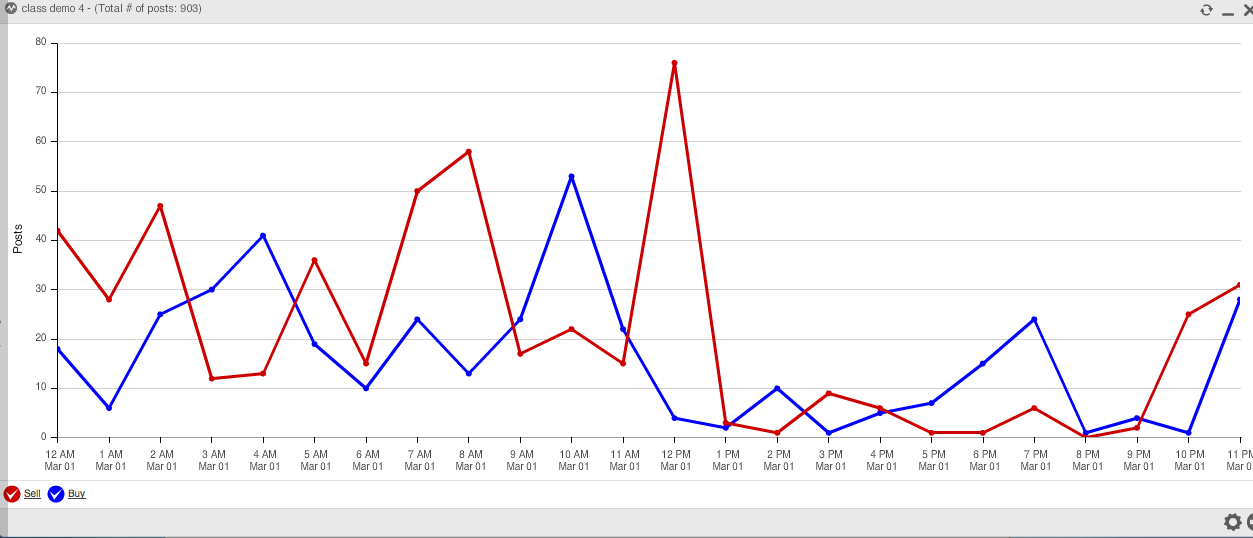 class demo 4 - (Total # of posts: 903)
80
70
60
50
40
30
20
10
0
Posts
12 AM 1 AM 2 AM 3 AM 4 AM 5 AM 6 AM 7 AM 8 AM 9 AM 10 AM 11 AM 12 PM 1 PM 2 PM 3 PM 4 PM 5 PM 6 PM 7 PM 8 PM 9 PM 10 PM 11 PM
Mar 01 Mar 01 Mar 01 Mar 01 Mar 01 Mar 01 Mar 01 Mar 01 Mar 01 Mar 01 Mar 01 Mar 01 Mar 01 Mar 01 Mar 01 Mar 01 Mar 01 Mar 01 Mar 01 Mar 01 Mar 01 Mar 01 Mar 01 Mar 0
Sell Buy